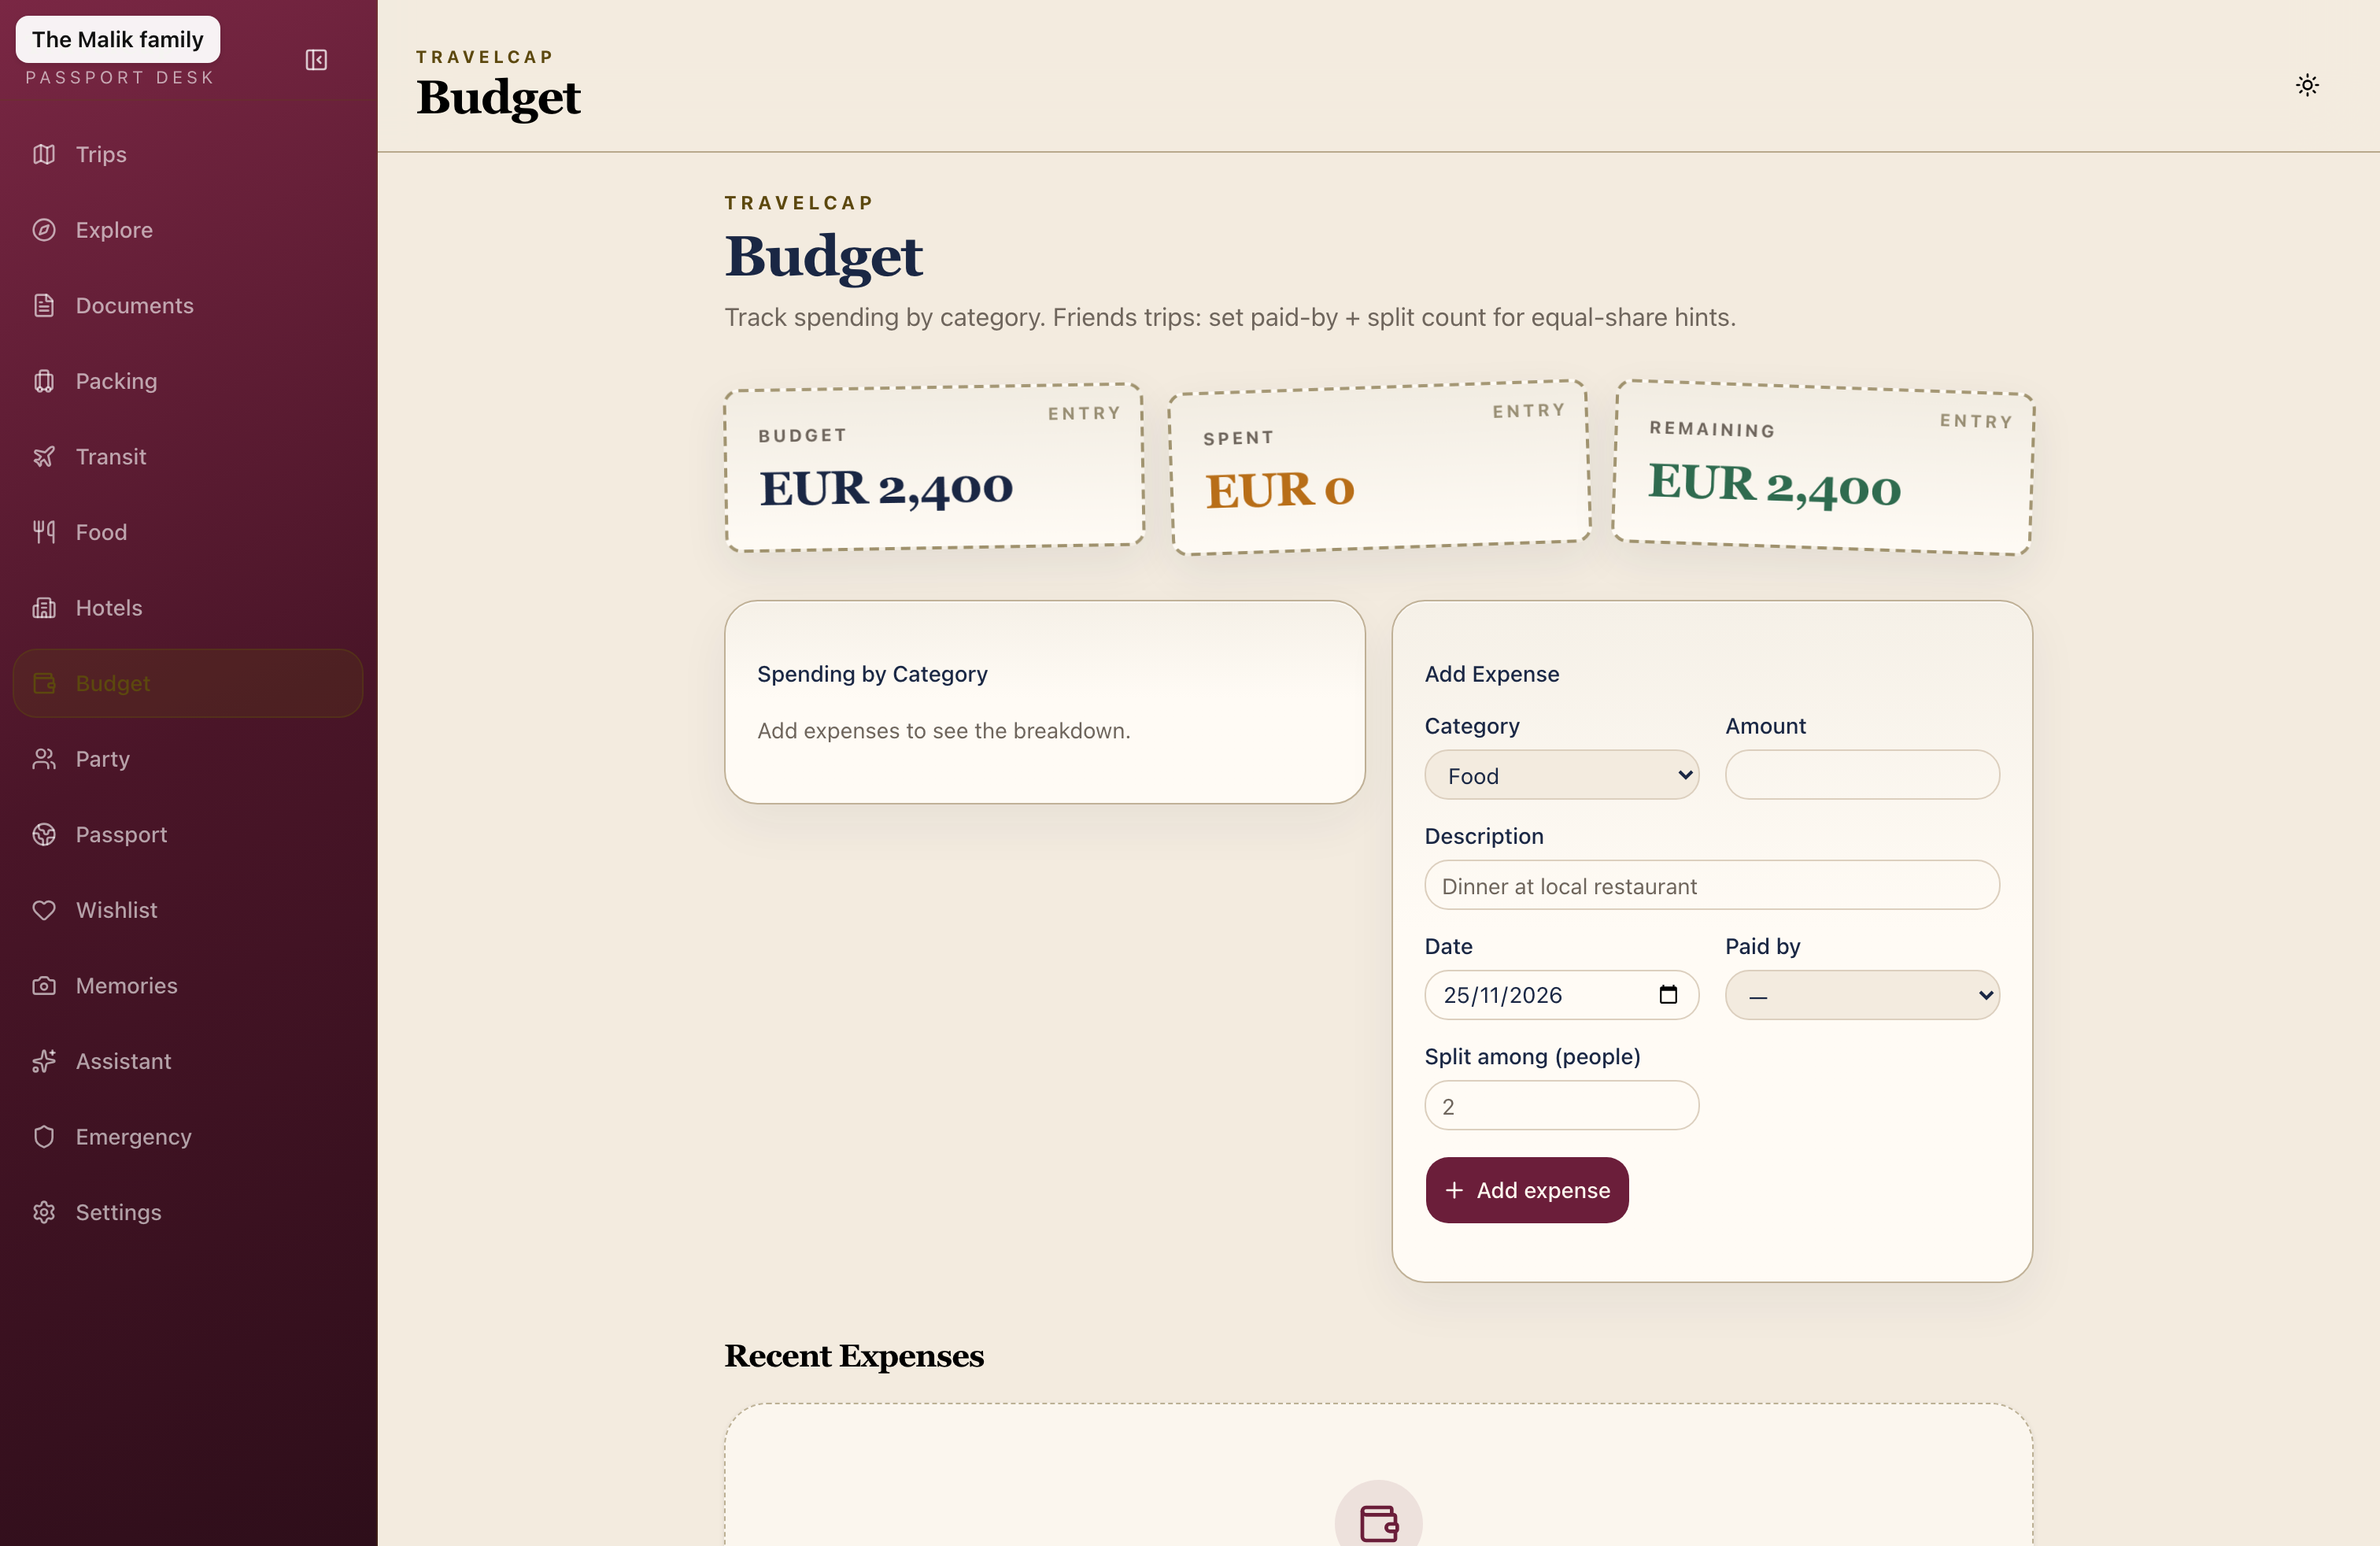 The Malik family
PASSPORT DESK
Trips
Explore
Documents
Packing
Transit
Food
Hotels
Budget
Party
Passport
Wishlist
Memories
Assistant
Emergency
Settings
TRAVELCAP
Budget
TRAVELCAP
Budget
Track spending by category. Friends trips: set paid-by + split count for equal-share hints.
ENTRY
BUDGET
EUR 2,400
ENTRY
SPENT
EUR 0
ENTRY
REMAINING
EUR 2,400
Spending by Category
Add expenses to see the breakdown.
Add Expense
Category Amount
Food
Description
Dinner at local restaurant
Date Paid by
25/11/2026 —
Split among (people)
2
+ Add expense
Recent Expenses